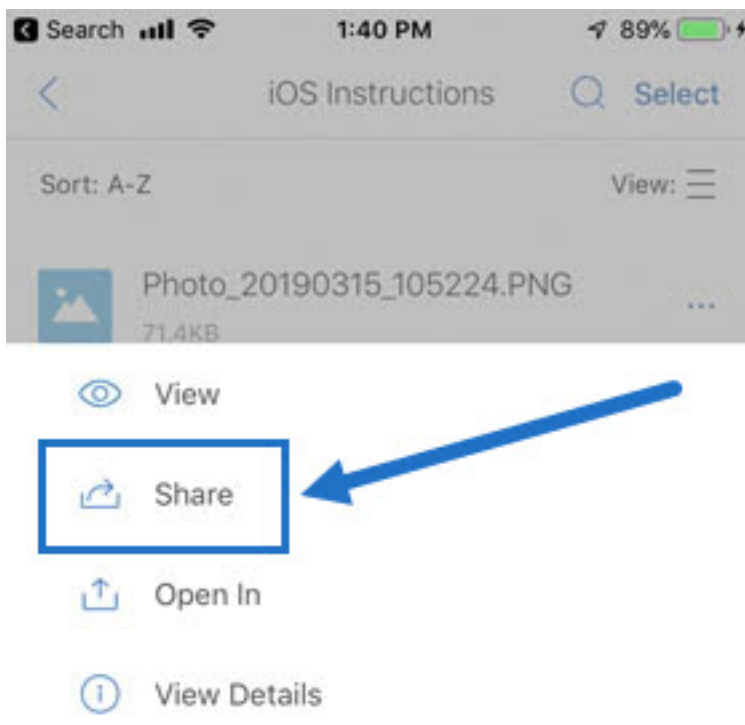 Search 1:40 PM 89%
iOS Instructions Select
Sort: A-Z View:
Photo_20190315_105224.PNG
...
71.4KB
View
Share
Open In
View Details